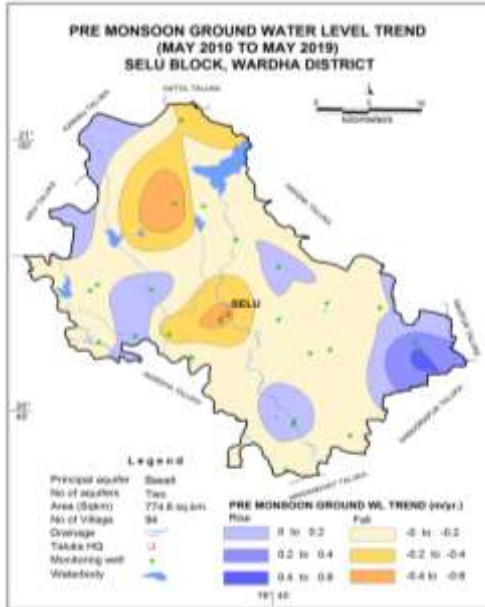 PRE MONSOON GROUND WATER LEVEL TREND
(MAY 2010 TO MAY 2019)
SELU BLOCK, WARDHA DISTRICT
KATOL TALUKA
kilometers
21°
SELU
Legend
Principal aquifer Basalt
No of aquifers Two
Area (Sqkm) 774.6 sq.km
No of Village 94
Drainage
Taluka HQ
Monitoring well
Waterbody
PRE MONSOON GROUND WL TREND (m/yr.)
Rise Fall
0 to 0.2 -0 to -0.2
0.2 to 0.4 -0.2 to -0.4
0.4 to 0.6 -0.4 to -0.6